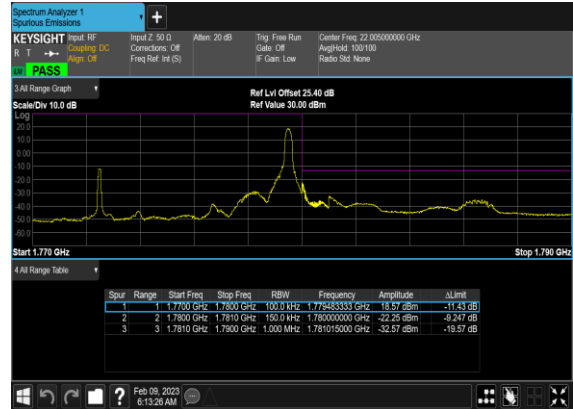 Spectrum Analyzer 1
Spurious Emissions
KEYSIGHT Input: RF Input Z: 50 Ω Atten: 20 dB Trig: Free Run Center Freq: 22.005000000 GHz
R T Coupling: DC Corrections: Off Gate: Off Avg|Hold: 100/100
Align: Off Freq Ref: Int (S) IF Gain: Low Radio Std: None
PASS
3 All Range Graph
Ref Lvl Offset 25.40 dB
Scale/Div 10.0 dB Ref Value 30.00 dBm
Log
20.0
10.0
0.00
-10.0
-20.0
-30.0
-40.0
-50.0
-60.0
Start 1.770 GHz Stop 1.790 GHz
4 All Range Table
Spur Range Start Freq Stop Freq RBW Frequency Amplitude ΔLimit
1 1 1.7700 GHz 1.7800 GHz 100.0 kHz 1.779483333 GHz 18.57 dBm -11.43 dB
2 2 1.7800 GHz 1.7810 GHz 150.0 kHz 1.780000000 GHz -22.25 dBm -9.247 dB
3 3 1.7810 GHz 1.7900 GHz 1.000 MHz 1.781015000 GHz -32.57 dBm -19.57 dB
? Feb 09, 2023
6:13:26 AM